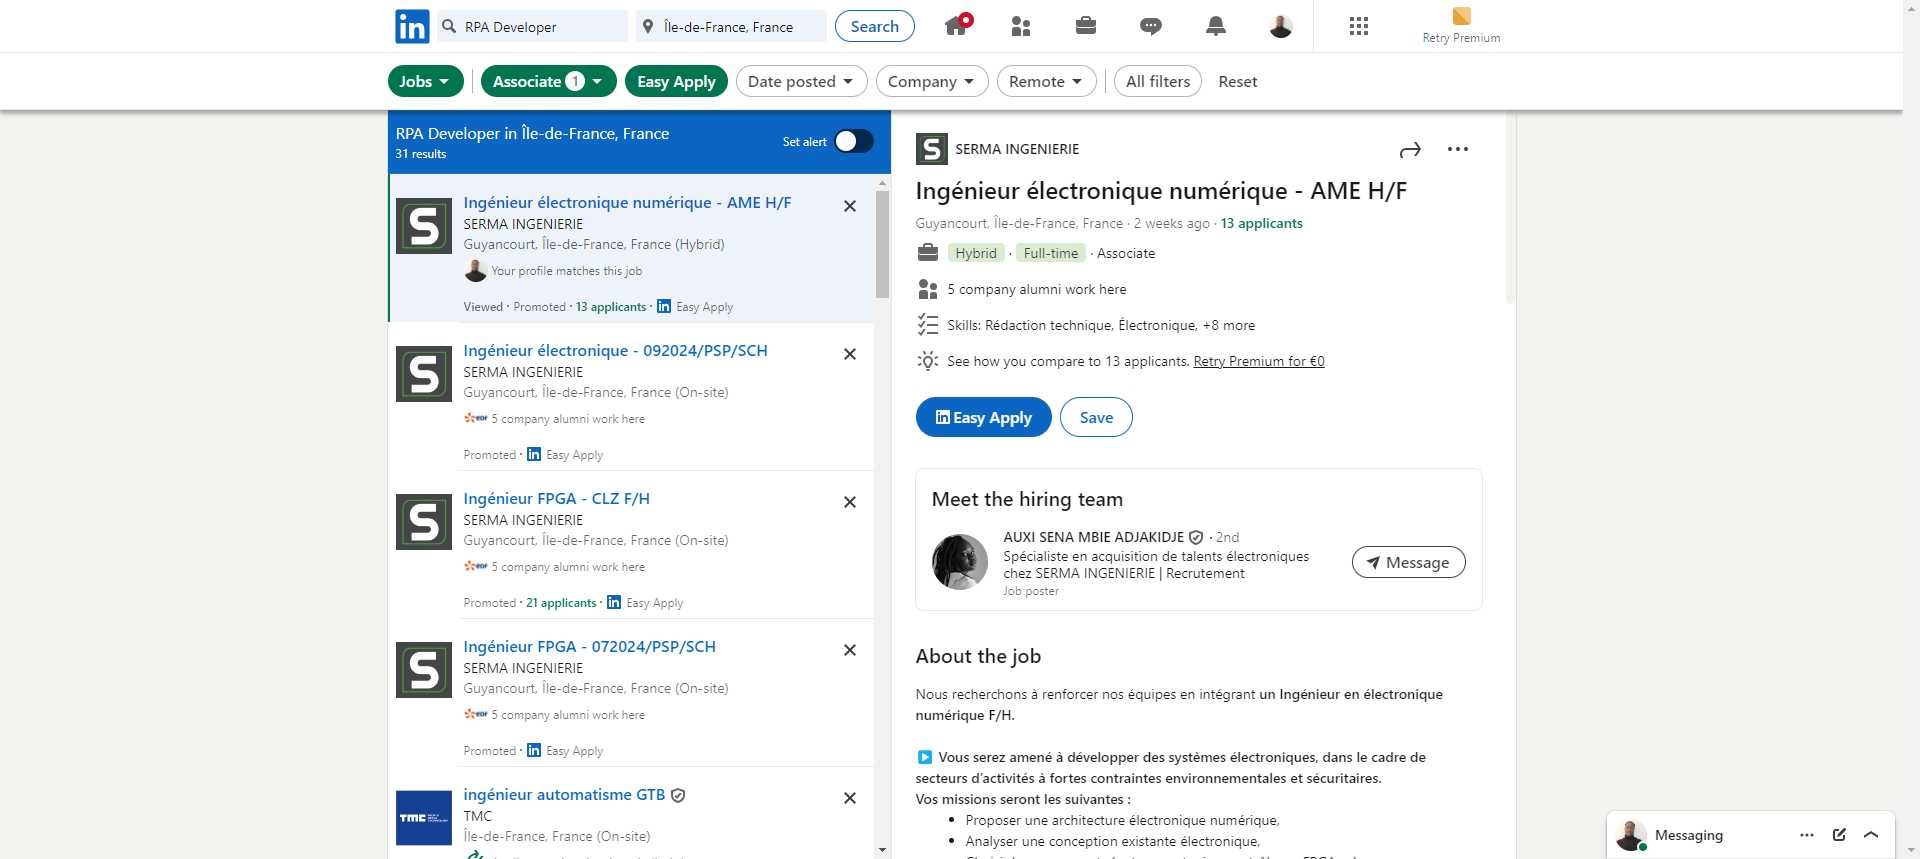 in
RPA Developer
Île-de-France, France
Search
Retry Premium
Jobs
Associate 1
Easy Apply
Date posted
Company
Remote
All filters
Reset
RPA Developer in Île-de-France, France
31 results
Set alert
Ingénieur électronique numérique - AME H/F
SERMA INGENIERIE
Guyancourt, Île-de-France, France (Hybrid)
Your profile matches this job
Viewed · Promoted · 13 applicants · in Easy Apply
Ingénieur électronique - 092024/PSP/SCH
SERMA INGENIERIE
Guyancourt, Île-de-France, France (On-site)
edf 5 company alumni work here
Promoted · in Easy Apply
Ingénieur FPGA - CLZ F/H
SERMA INGENIERIE
Guyancourt, Île-de-France, France (On-site)
edf 5 company alumni work here
Promoted · 21 applicants · in Easy Apply
Ingénieur FPGA - 072024/PSP/SCH
SERMA INGENIERIE
Guyancourt, Île-de-France, France (On-site)
edf 5 company alumni work here
Promoted · in Easy Apply
TMC
ingénieur automatisme GTB
TMC
Île-de-France, France (On-site)
S SERMA INGENIERIE
Ingénieur électronique numérique - AME H/F
Guyancourt, Île-de-France, France · 2 weeks ago · 13 applicants
Hybrid · Full-time · Associate
5 company alumni work here
Skills: Rédaction technique, Électronique, +8 more
See how you compare to 13 applicants. Retry Premium for €0
in Easy Apply
Save
Meet the hiring team
AUXI SENA MBIE ADJAKIDJE · 2nd
Spécialiste en acquisition de talents électroniques
chez SERMA INGENIERIE | Recrutement
Job poster
Message
About the job
Nous recherchons à renforcer nos équipes en intégrant un Ingénieur en électronique
numérique F/H.
Vous serez amené à développer des systèmes électroniques, dans le cadre de
secteurs d'activités à fortes contraintes environnementales et sécuritaires.
Vos missions seront les suivantes :
• Proposer une architecture électronique numérique,
• Analyser une conception existante électronique,
Messaging